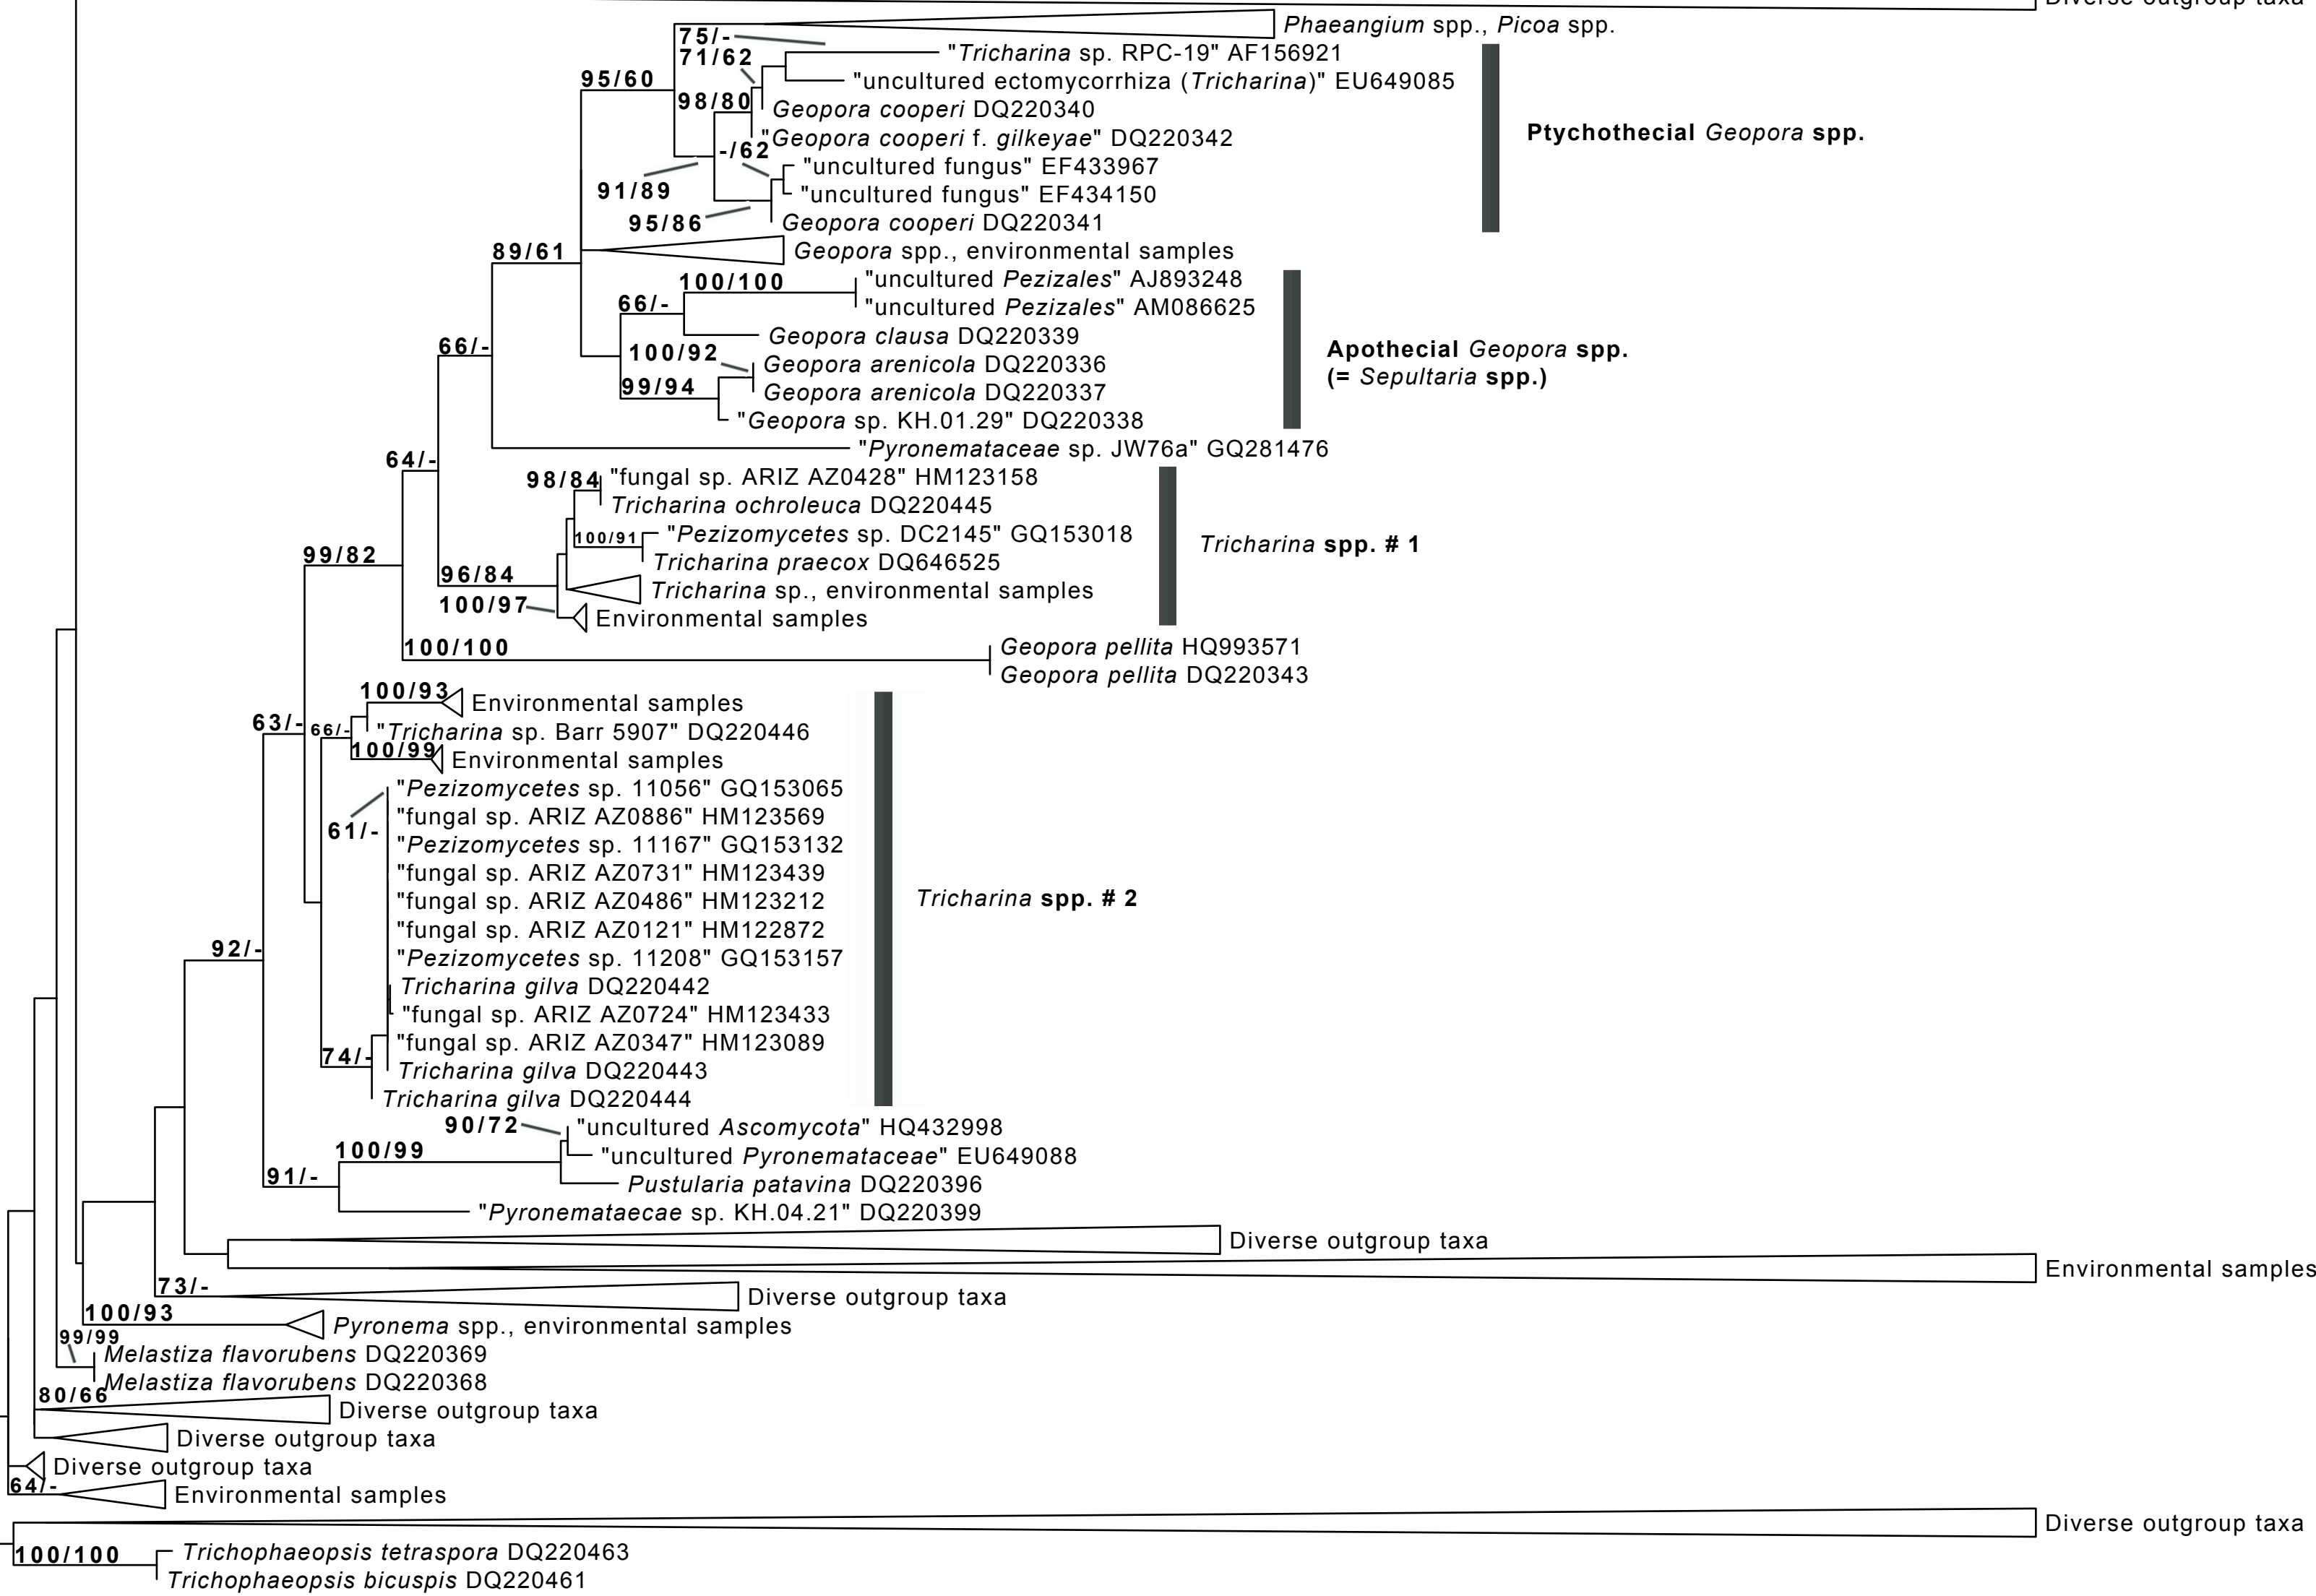 Diverse outgroup taxa
Phaeangium spp., Picoa spp.
75/-
"Tricharina sp. RPC-19" AF156921
71/62
95/60
"uncultured ectomycorrhiza (Tricharina)" EU649085
98/80
Geopora cooperi DQ220340
"Geopora cooperi f. gilkeyae" DQ220342
Ptychothecial Geopora spp.
-/62
"uncultured fungus" EF433967
91/89
"uncultured fungus" EF434150
95/86
Geopora cooperi DQ220341
89/61
Geopora spp., environmental samples
100/100
"uncultured Pezizales" AJ893248
66/-
"uncultured Pezizales" AM086625
Geopora clausa DQ220339
66/-
100/92
Geopora arenicola DQ220336
Apothecial Geopora spp.
(= Sepultaria spp.)
99/94
Geopora arenicola DQ220337
"Geopora sp. KH.01.29" DQ220338
"Pyronemataceae sp. JW76a" GQ281476
64/-
98/84
"fungal sp. ARIZ AZ0428" HM123158
Tricharina ochroleuca DQ220445
100/91
"Pezizomycetes sp. DC2145" GQ153018
Tricharina spp. # 1
99/82
Tricharina praecox DQ646525
96/84
Tricharina sp., environmental samples
100/97
Environmental samples
100/100
Geopora pellita HQ993571
Geopora pellita DQ220343
100/93
Environmental samples
63/-
66/-
"Tricharina sp. Barr 5907" DQ220446
100/99
Environmental samples
"Pezizomycetes sp. 11056" GQ153065
61/-
"fungal sp. ARIZ AZ0886" HM123569
"Pezizomycetes sp. 11167" GQ153132
"fungal sp. ARIZ AZ0731" HM123439
"fungal sp. ARIZ AZ0486" HM123212
Tricharina spp. # 2
"fungal sp. ARIZ AZ0121" HM122872
92/-
"Pezizomycetes sp. 11208" GQ153157
Tricharina gilva DQ220442
"fungal sp. ARIZ AZ0724" HM123433
"fungal sp. ARIZ AZ0347" HM123089
74/-
Tricharina gilva DQ220443
Tricharina gilva DQ220444
90/72
"uncultured Ascomycota" HQ432998
100/99
"uncultured Pyronemataceae" EU649088
91/-
Pustularia patavina DQ220396
"Pyronemataecae sp. KH.04.21" DQ220399
Diverse outgroup taxa
Environmental samples
73/-
Diverse outgroup taxa
100/93
Pyronema spp., environmental samples
99/99
Melastiza flavorubens DQ220369
Melastiza flavorubens DQ220368
80/66
Diverse outgroup taxa
Diverse outgroup taxa
Diverse outgroup taxa
64/-
Environmental samples
Diverse outgroup taxa
100/100
Trichophaeopsis tetraspora DQ220463
Trichophaeopsis bicuspis DQ220461